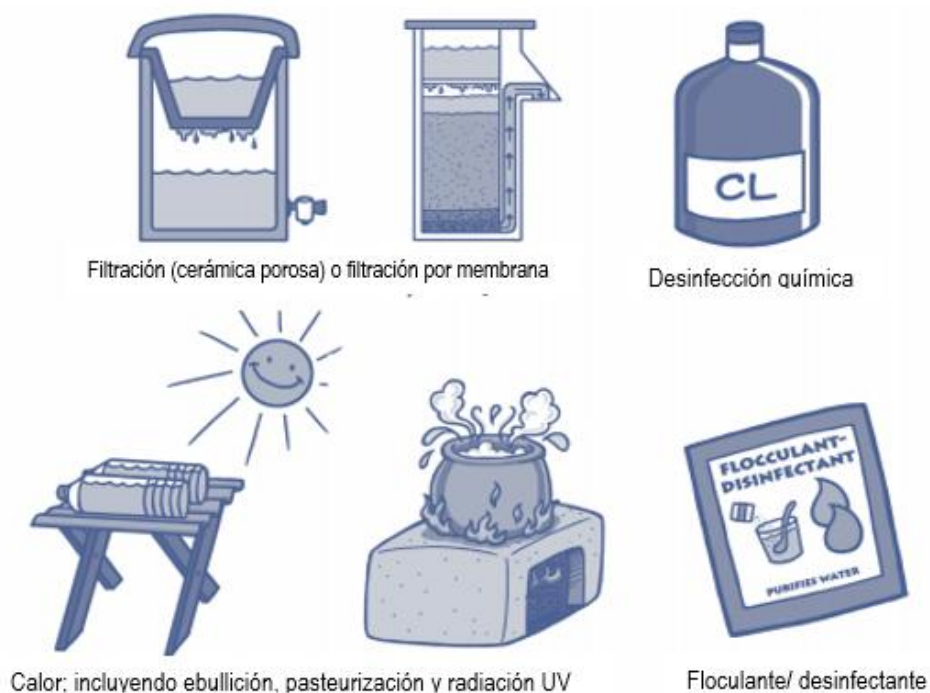 CL
Filtración (cerámica porosa) o filtración por membrana
Desinfección química
FLOCCULANT-
DISINFECTANT
PURIFIES WATER
Calor; incluyendo ebullición, pasteurización y radiación UV
Floculante/ desinfectante